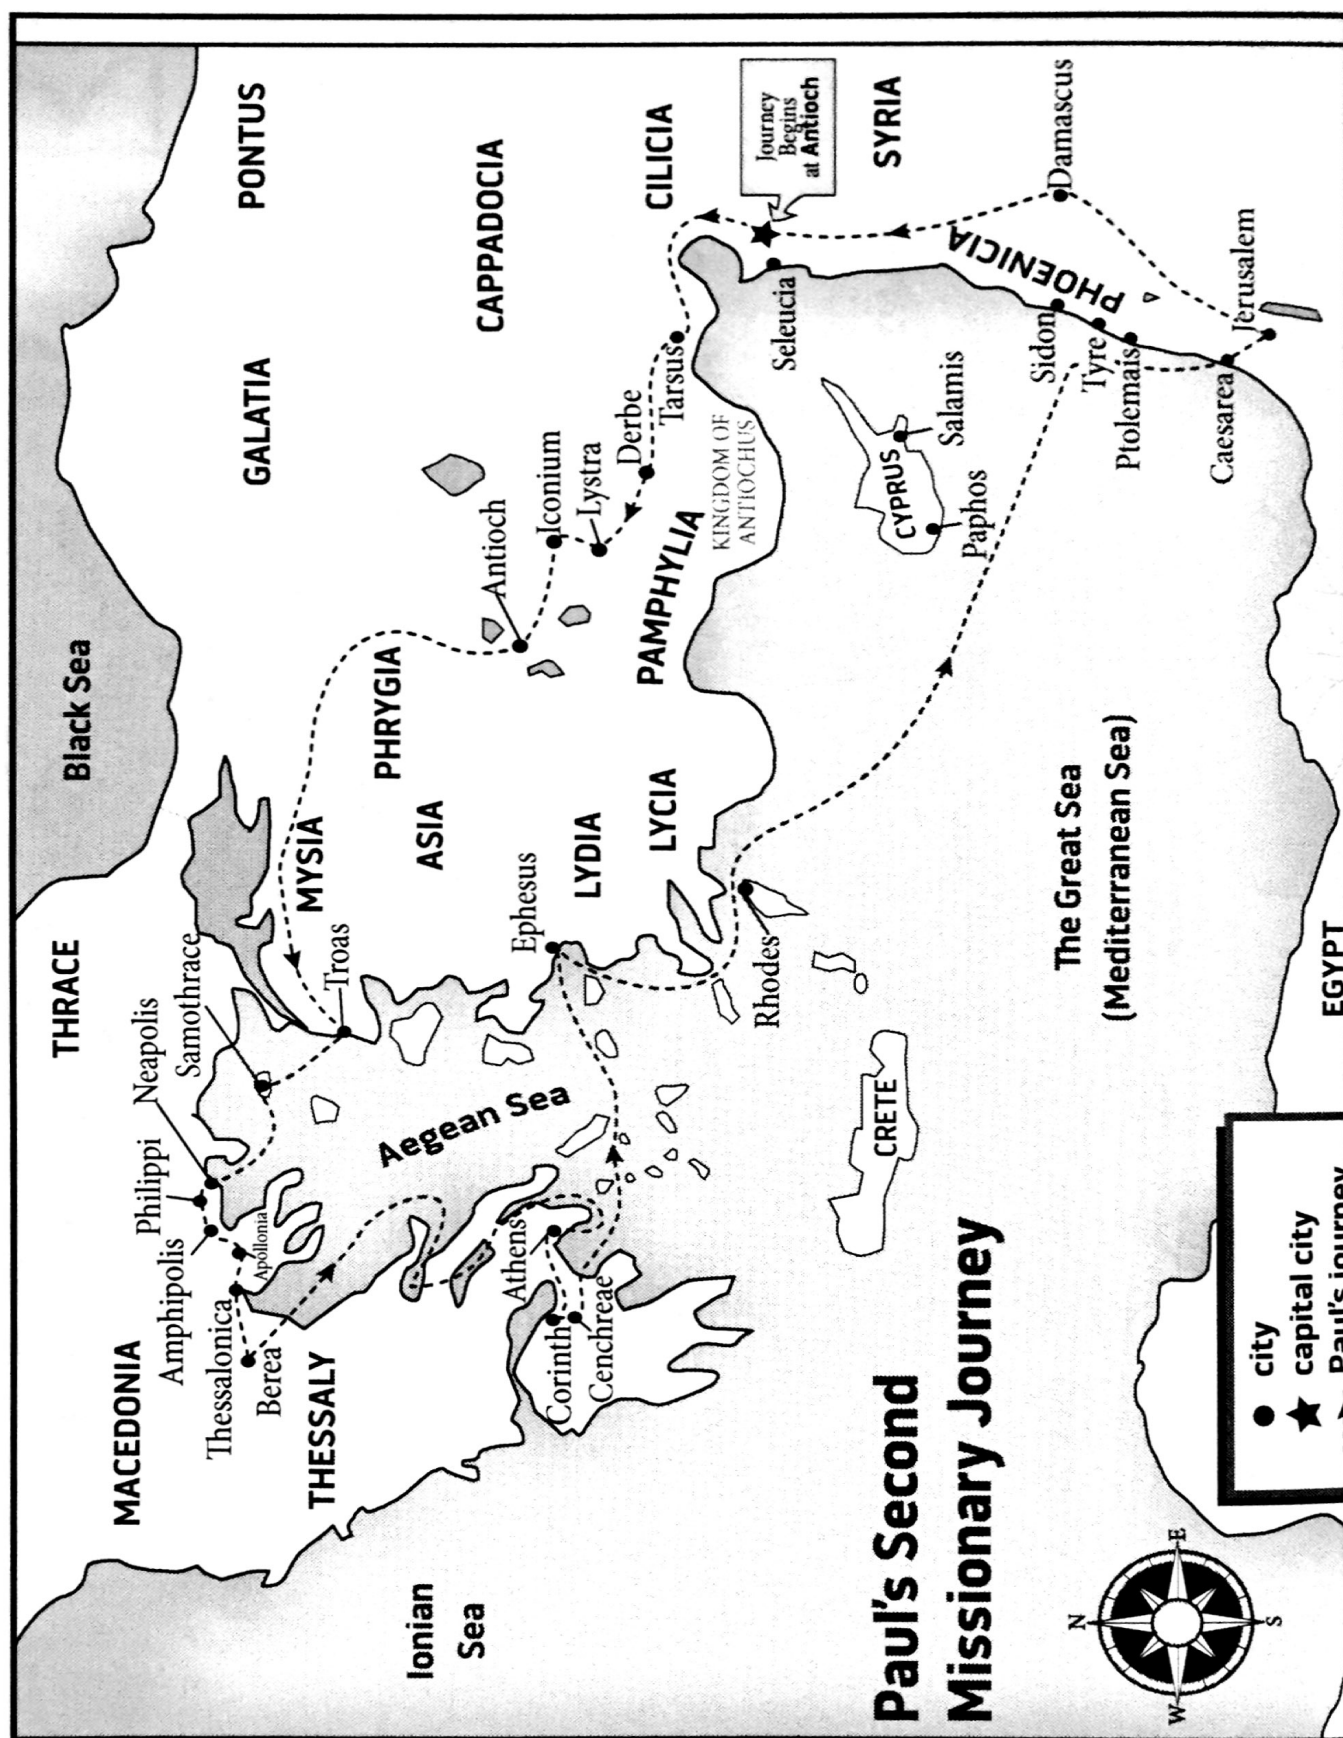 Black Sea
THRACE
PONTUS
MACEDONIA
GALATIA
Philippi
Neapolis
Samothrace
Amphipolis
Thessalonica
Apollonia
Berea
Troas
MYSIA
PHRYGIA
CAPPADOCIA
THESSALY
Aegean Sea
ASIA
Antioch
Iconium
Lystra
Derbe
Tarsus
CILICIA
Ionian
Sea
Athens
Corinth
Cenchreae
Ephesus
LYDIA
LYCIA
PAMPHYLIA
KINGDOM OF
ANTIOCHUS
Journey
Begins
at Antioch
Seleucia
SYRIA
Rhodes
CRETE
CYPRUS
Salamis
Paphos
PHOENICIA
Damascus
Sidon
Tyre
Ptolemais
Caesarea
Jerusalem
The Great Sea
(Mediterranean Sea)
EGYPT
Paul's Second
Missionary Journey
N
W
E
S
city
capital city
Paul's journey